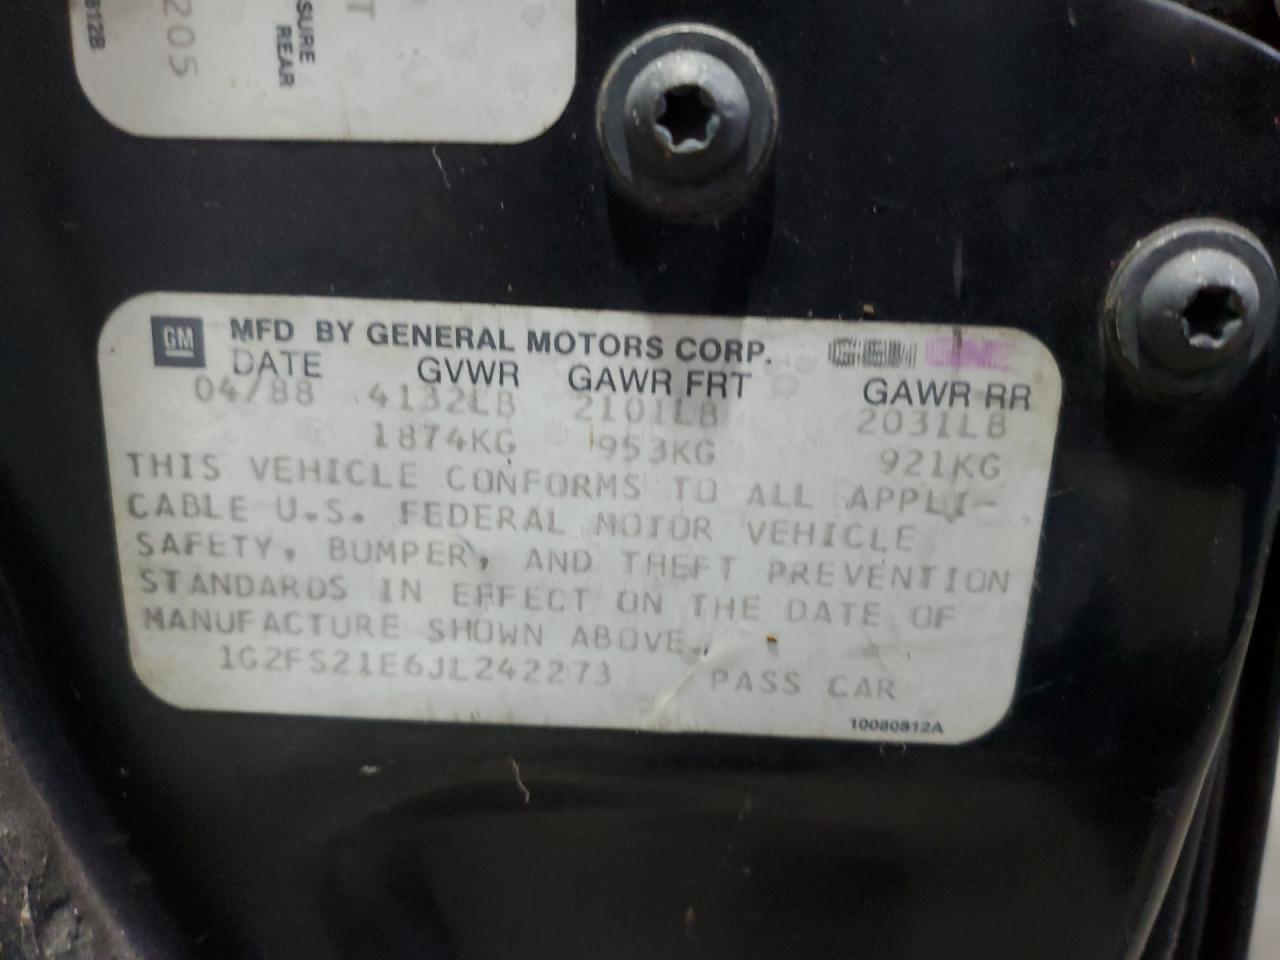 812B
205
SURE
REAR
T
GM
MFD BY GENERAL MOTORS CORP.
DATE GVWR GAWR FRT GAWR RR
04/88 4132LB 2101LB 2031LB
1874KG 953KG 921KG
THIS VEHICLE CONFORMS TO ALL APPLI-
CABLE U.S. FEDERAL MOTOR VEHICLE
SAFETY, BUMPER, AND THEFT PREVENTION
STANDARDS IN EFFECT ON THE DATE OF
MANUFACTURE SHOWN ABOVE.
1G2FS21E6JL242273 PASS CAR
10080812A